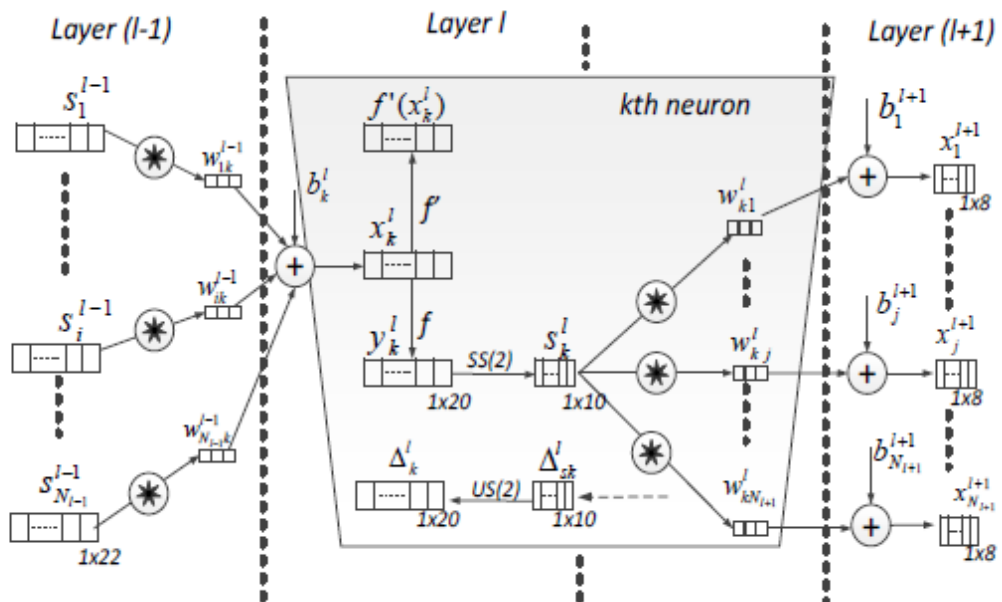 Layer (l-1)
Layer l
Layer (l+1)
kth neuron
s_1^{l-1}
w_{1k}^{l-1}
f'(x_k^l)
b_1^{l+1}
x_1^{l+1}
1x8
b_k^l
f'
x_k^l
w_{k1}^l
+
+
s_i^{l-1}
w_{ik}^{l-1}
f
y_k^l
SS(2)
s_k^l
w_{kj}^l
b_j^{l+1}
x_j^{l+1}
+
1x20
1x10
1x8
s_{N_{l-1}}^{l-1}
w_{N_{l-1}k}^{l-1}
1x22
Δ_k^l
US(2)
Δ_{sk}^l
1x20
1x10
w_{kN_{l+1}}^l
b_{N_{l+1}}^{l+1}
x_{N_{l+1}}^{l+1}
+
1x8